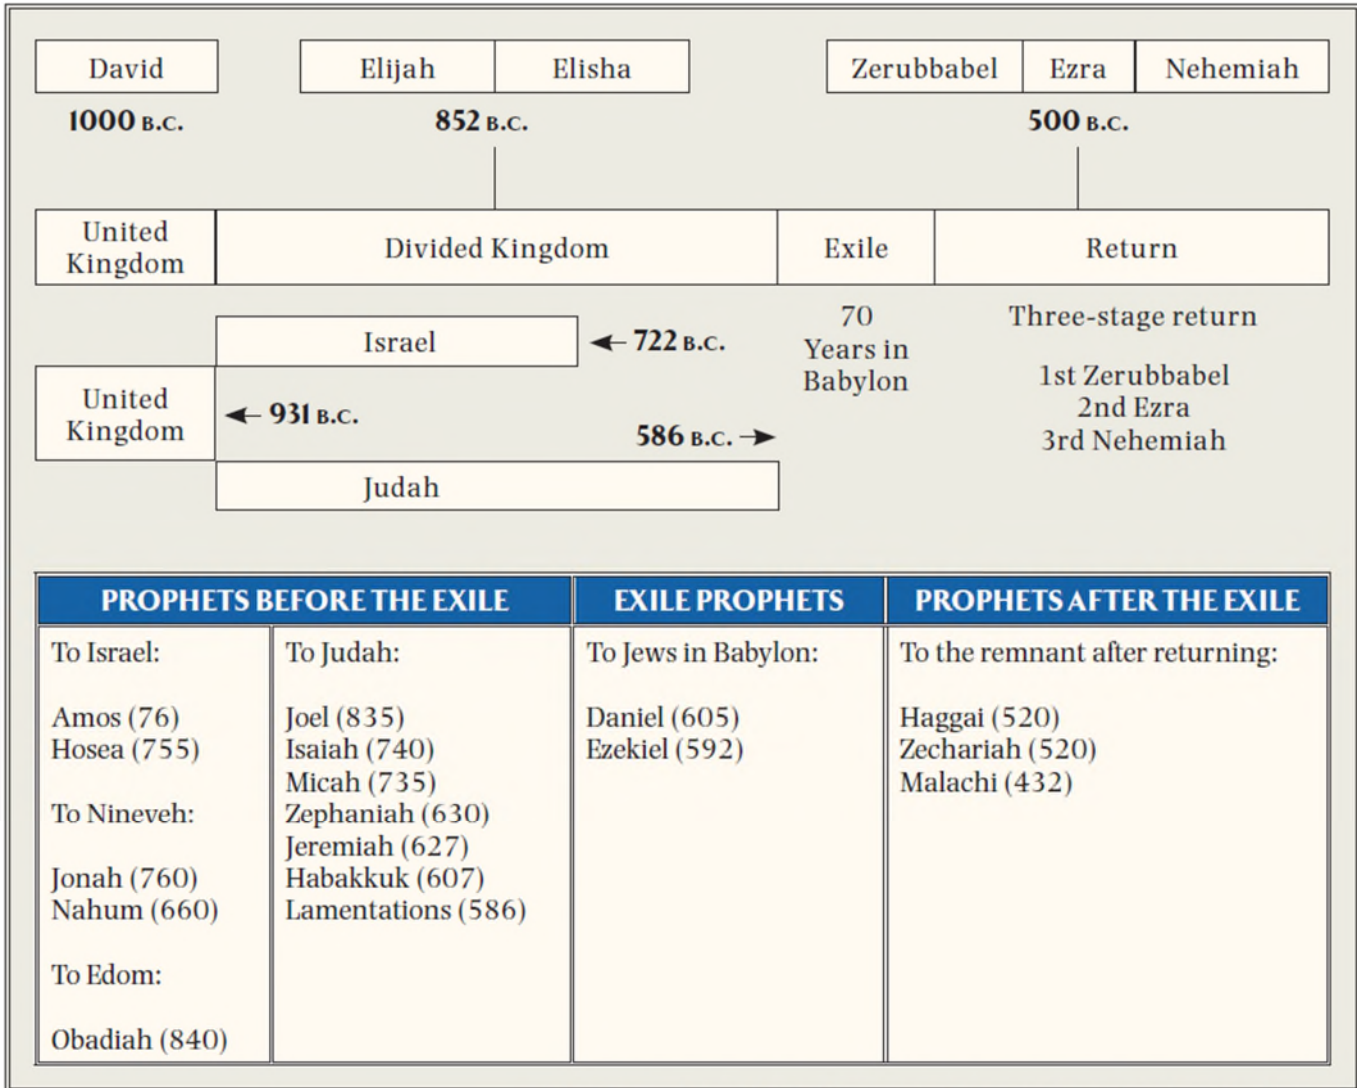 David
Elijah
Elisha
Zerubbabel
Ezra
Nehemiah
1000 B.C.
852 B.C.
500 B.C.
United
Kingdom
Divided Kingdom
Exile
Return
Israel
722 B.C.
United
Kingdom
931 B.C.
586 B.C.
Judah
70
Years in
Babylon
Three-stage return
1st Zerubbabel
2nd Ezra
3rd Nehemiah
PROPHETS BEFORE THE EXILE
EXILE PROPHETS
PROPHETS AFTER THE EXILE
To Israel:
Amos (76)
Hosea (755)
To Nineveh:
Jonah (760)
Nahum (660)
To Edom:
Obadiah (840)
To Judah:
Joel (835)
Isaiah (740)
Micah (735)
Zephaniah (630)
Jeremiah (627)
Habakkuk (607)
Lamentations (586)
To Jews in Babylon:
Daniel (605)
Ezekiel (592)
To the remnant after returning:
Haggai (520)
Zechariah (520)
Malachi (432)